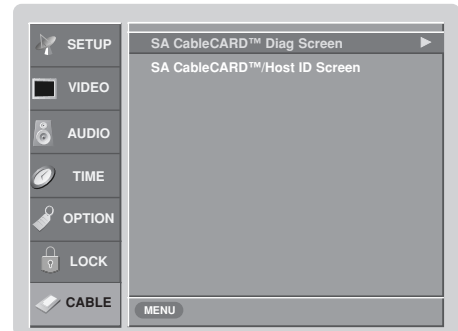 SETUP
VIDEO
AUDIO
TIME
OPTION
LOCK
CABLE
SA CableCARD™ Diag Screen
SA CableCARD™/Host ID Screen
MENU